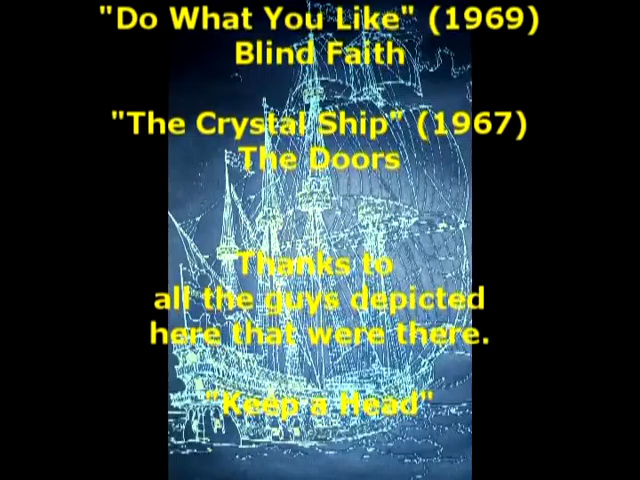 "Do What You Like" (1969)
Blind Faith
"The Crystal Ship" (1967)
The Doors
Thanks to
all the guys depicted
here that were there.
"Keep a Head"